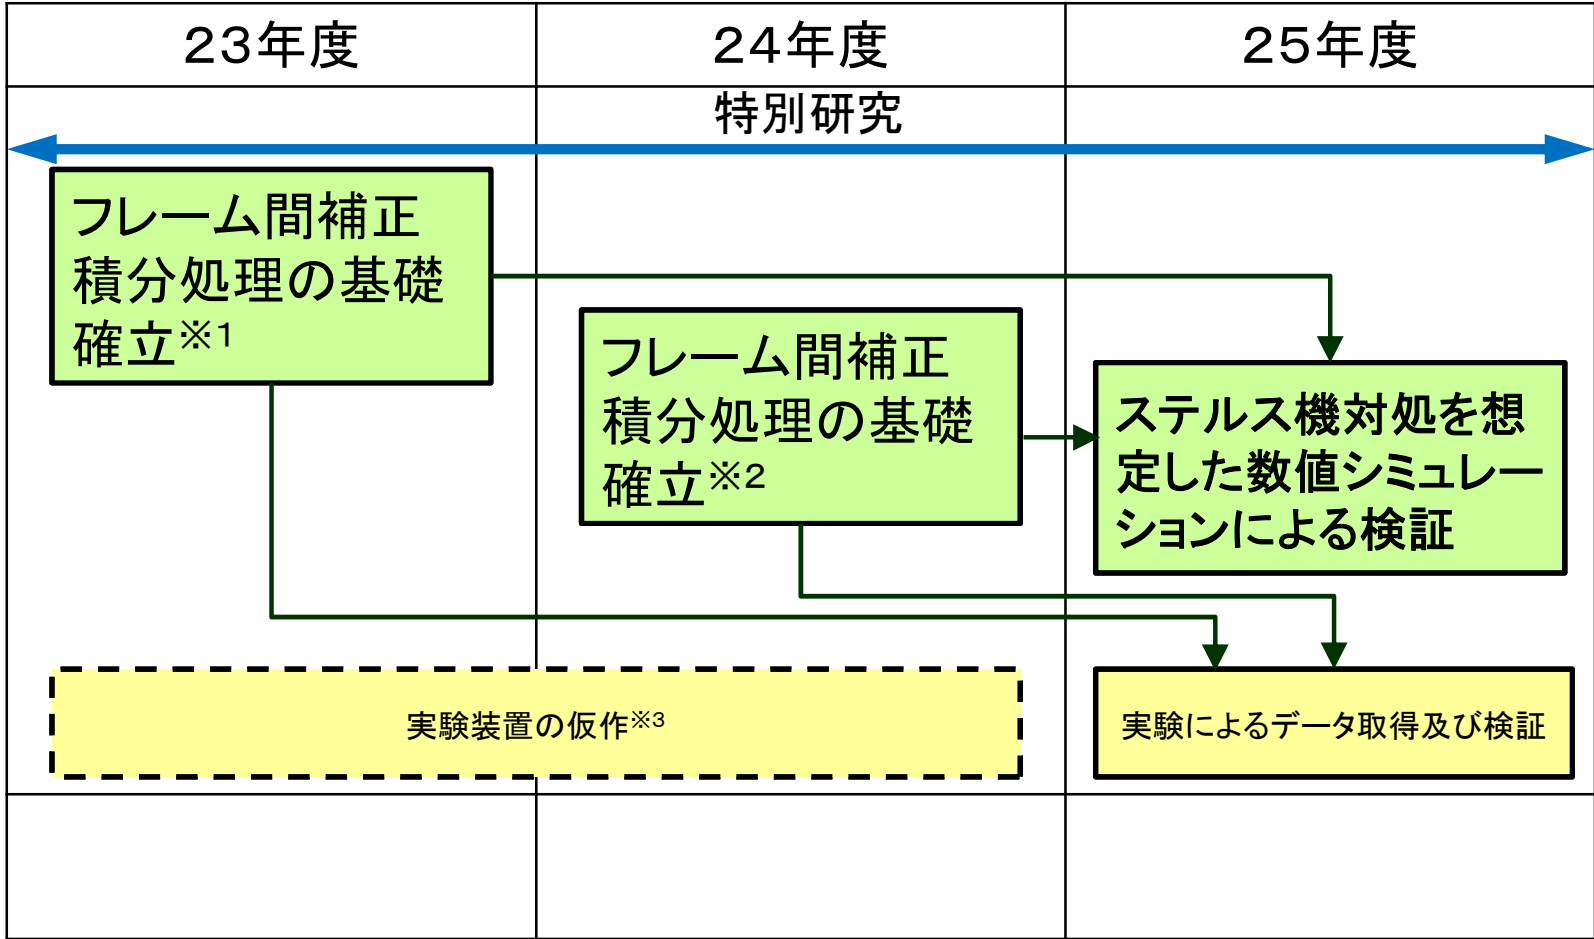 23年度
24年度
25年度
特別研究
フレーム間補正
積分処理の基礎
確立※1
フレーム間補正
積分処理の基礎
確立※2
ステルス機対処を想
定した数値シミュレー
ションによる検証
実験装置の仮作※3
実験によるデータ取得及び検証